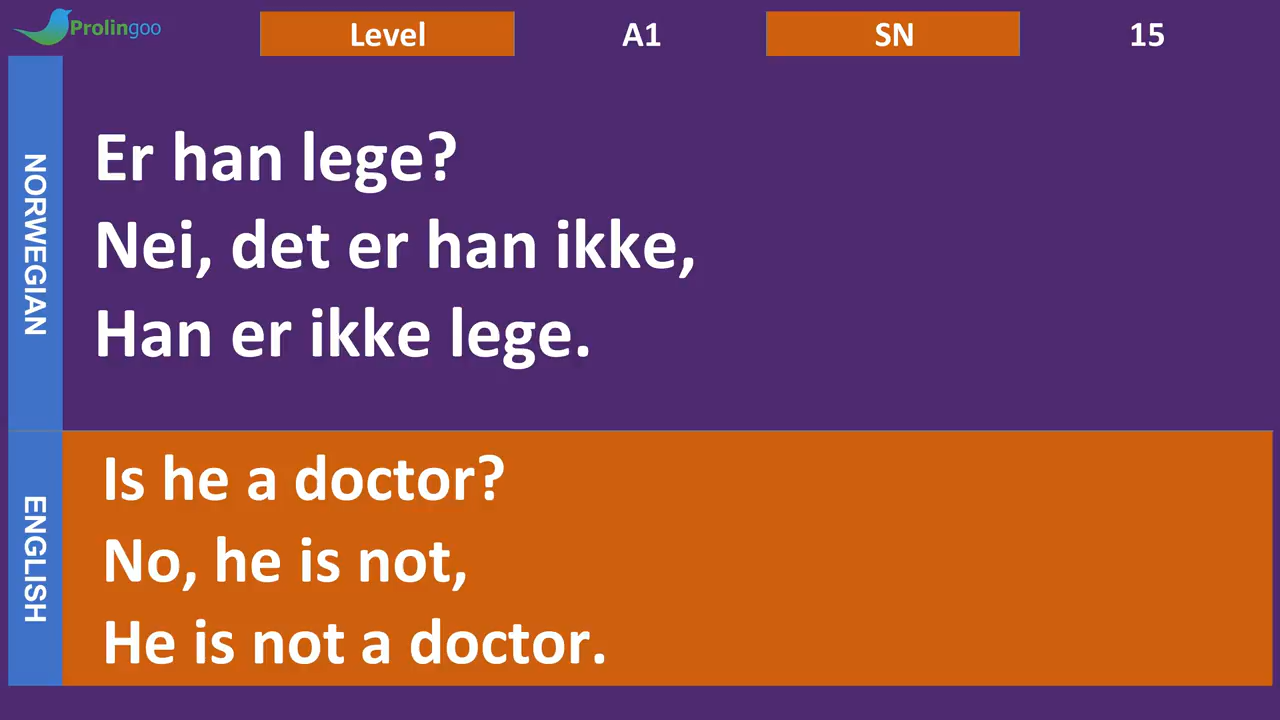 Prolingoo
Level A1 SN 15
NORWEGIAN
Er han lege?
Nei, det er han ikke,
Han er ikke lege.
ENGLISH
Is he a doctor?
No, he is not,
He is not a doctor.